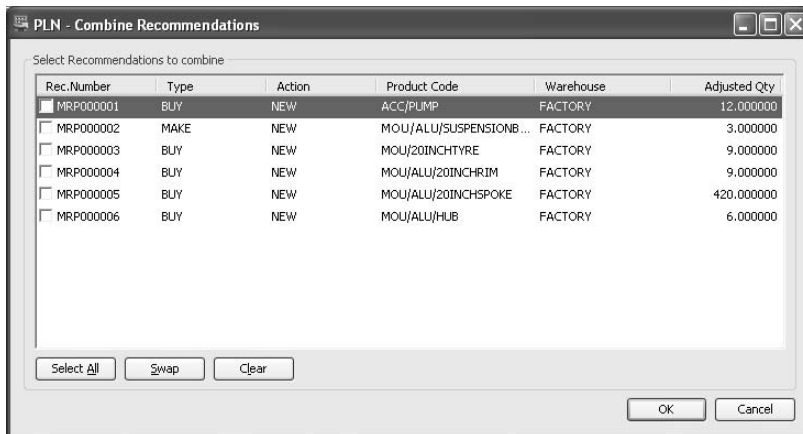 PLN - Combine Recommendations
Select Recommendations to combine
Rec.Number Type Action Product Code Warehouse Adjusted Qty
MRP000001 BUY NEW ACC/PUMP FACTORY 12.000000
MRP000002 MAKE NEW MOU/ALU/SUSPENSIONB... FACTORY 3.000000
MRP000003 BUY NEW MOU/20INCHTYRE FACTORY 9.000000
MRP000004 BUY NEW MOU/ALU/20INCHRIM FACTORY 9.000000
MRP000005 BUY NEW MOU/ALU/20INCHSPOKE FACTORY 420.000000
MRP000006 BUY NEW MOU/ALU/HUB FACTORY 6.000000
Select All Swap Clear
OK Cancel